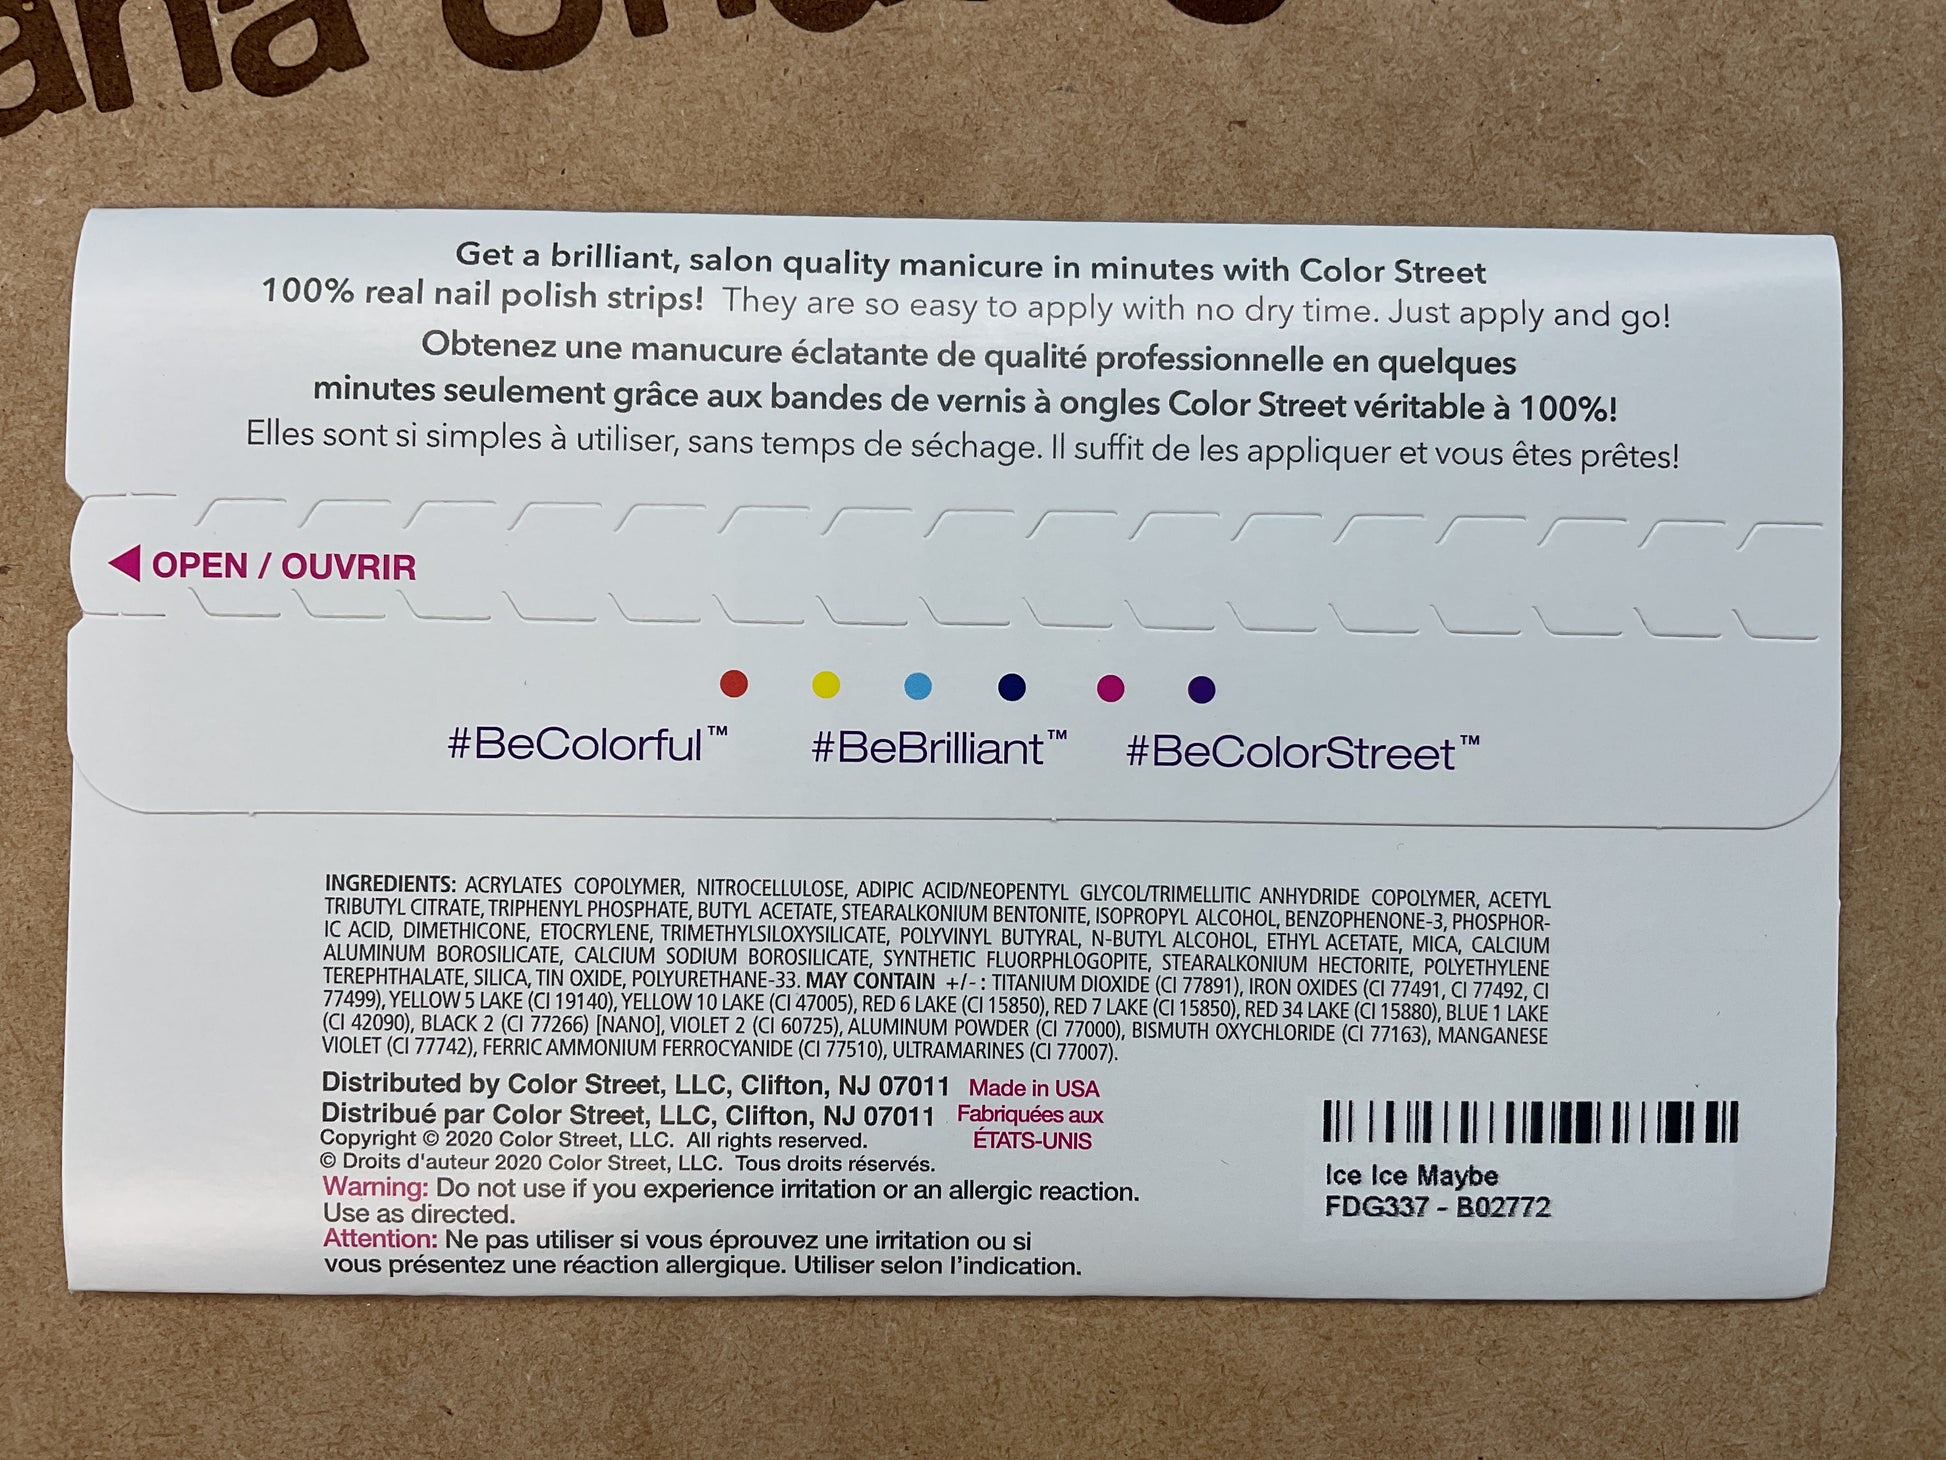 Get a brilliant, salon quality manicure in minutes with Color Street
100% real nail polish strips! They are so easy to apply with no dry time. Just apply and go!
Obtenez une manucure éclatante de qualité professionnelle en quelques
minutes seulement grâce aux bandes de vernis à ongles Color Street véritable à 100%!
Elles sont si simples à utiliser, sans temps de séchage. Il suffit de les appliquer et vous êtes prêtes!
OPEN / OUVRIR
#BeColorful™ #BeBrilliant™ #BeColorStreet™
INGREDIENTS: ACRYLATES COPOLYMER, NITROCELLULOSE, ADIPIC ACID/NEOPENTYL GLYCOL/TRIMELLITIC ANHYDRIDE COPOLYMER, ACETYL
TRIBUTYL CITRATE, TRIPHENYL PHOSPHATE, BUTYL ACETATE, STEARALKONIUM BENTONITE, ISOPROPYL ALCOHOL, BENZOPHENONE-3, PHOSPHOR-
IC ACID, DIMETHICONE, ETOCRYLENE, TRIMETHYLSILOXYSILICATE, POLYVINYL BUTYRAL, N-BUTYL ALCOHOL, ETHYL ACETATE, MICA, CALCIUM
ALUMINUM BOROSILICATE, CALCIUM SODIUM BOROSILICATE, SYNTHETIC FLUORPHLOGOPITE, STEARALKONIUM HECTORITE, POLYETHYLENE
TEREPHTHALATE, SILICA, TIN OXIDE, POLYURETHANE-33. MAY CONTAIN +/- : TITANIUM DIOXIDE (CI 77891), IRON OXIDES (CI 77491, CI 77492, CI
77499), YELLOW 5 LAKE (CI 19140), YELLOW 10 LAKE (CI 47005), RED 6 LAKE (CI 15850), RED 7 LAKE (CI 15850), RED 34 LAKE (CI 15880), BLUE 1 LAKE
(CI 42090), BLACK 2 (CI 77266) [NANO], VIOLET 2 (CI 60725), ALUMINUM POWDER (CI 77000), BISMUTH OXYCHLORIDE (CI 77163), MANGANESE
VIOLET (CI 77742), FERRIC AMMONIUM FERROCYANIDE (CI 77510), ULTRAMARINES (CI 77007).
Distributed by Color Street, LLC, Clifton, NJ 07011 Made in USA
Distribué par Color Street, LLC, Clifton, NJ 07011 Fabriquées aux
ÉTATS-UNIS
Copyright © 2020 Color Street, LLC. All rights reserved.
© Droits d'auteur 2020 Color Street, LLC. Tous droits réservés.
Warning: Do not use if you experience irritation or an allergic reaction.
Use as directed.
Attention: Ne pas utiliser si vous éprouvez une irritation ou si
vous présentez une réaction allergique. Utiliser selon l'indication.
Ice Ice Maybe
FDG337 - B02772